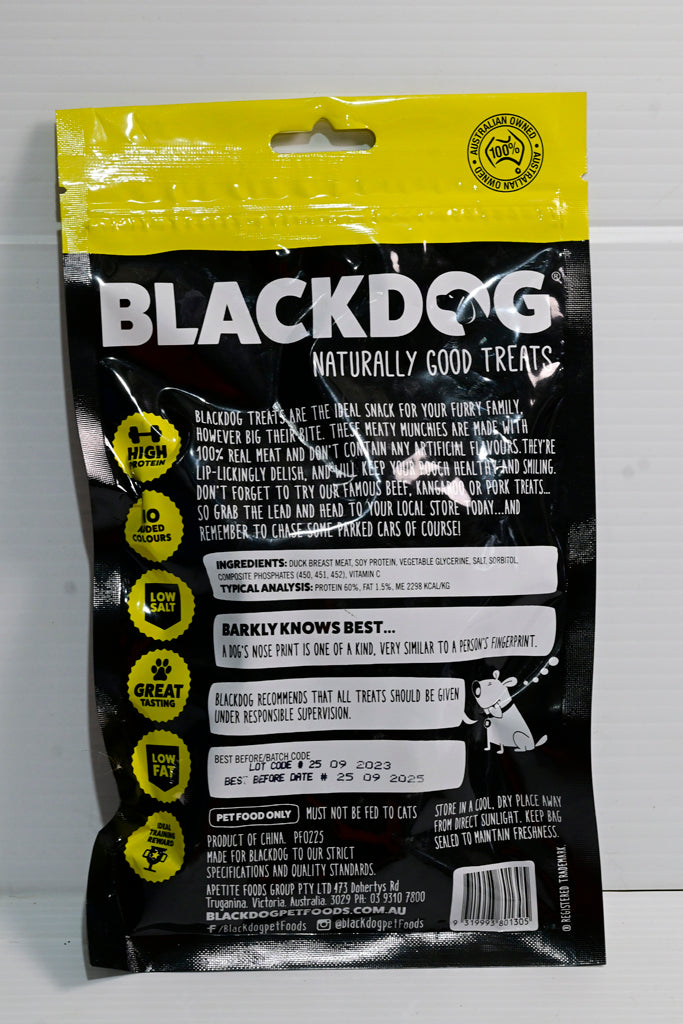 AUSTRALIAN OWNED • AUSTRALIAN OWNED •
100%
BLACKDOG®
NATURALLY GOOD TREATS
BLACKDOG TREATS ARE THE IDEAL SNACK FOR YOUR FURRY FAMILY
HOWEVER BIG THEIR BITE. THESE MEATY MUNCHIES ARE MADE WITH
100% REAL MEAT AND DON'T CONTAIN ANY ARTIFICIAL FLAVOURS. THEY'RE
LIP-LICKINGLY DELISH, AND WILL KEEP YOUR POOCH HEALTHY AND SMILING.
DON'T FORGET TO TRY OUR FAMOUS BEEF, KANGAROO OR PORK TREATS...
SO GRAB THE LEAD AND HEAD TO YOUR LOCAL STORE TODAY...AND
REMEMBER TO CHASE SOME PARKED CARS OF COURSE!
HIGH
PROTEIN
NO
ADDED
COLOURS
LOW
SALT
GREAT
TASTING
LOW
FAT
IDEAL
TRAINING
REWARD
INGREDIENTS: DUCK BREAST MEAT, SOY PROTEIN, VEGETABLE GLYCERINE, SALT, SORBITOL,
COMPOSITE PHOSPHATES (450, 451, 452), VITAMIN C
TYPICAL ANALYSIS: PROTEIN 60%, FAT 1.5%, ME 2298 KCAL/KG
BARKLY KNOWS BEST...
A DOG'S NOSE PRINT IS ONE OF A KIND, VERY SIMILAR TO A PERSON'S FINGERPRINT.
BLACKDOG RECOMMENDS THAT ALL TREATS SHOULD BE GIVEN
UNDER RESPONSIBLE SUPERVISION.
BEST BEFORE/BATCH CODE
LOT CODE # 25 09 2023
BEST BEFORE DATE # 25 09 2025
PET FOOD ONLY MUST NOT BE FED TO CATS
PRODUCT OF CHINA. PF0225
MADE FOR BLACKDOG TO OUR STRICT
SPECIFICATIONS AND QUALITY STANDARDS.
APETITE FOODS GROUP PTY LTD #73 Dohertys Rd
Truganina. Victoria. Australia. 3029 PH: 03 9310 7800
BLACKDOGPETFOODS.COM.AU
f/BlackdogpetFoods @blackdogpetFoods
STORE IN A COOL, DRY PLACE AWAY
FROM DIRECT SUNLIGHT. KEEP BAG
SEALED TO MAINTAIN FRESHNESS.
9 319993 801305
® REGISTERED TRADEMARK